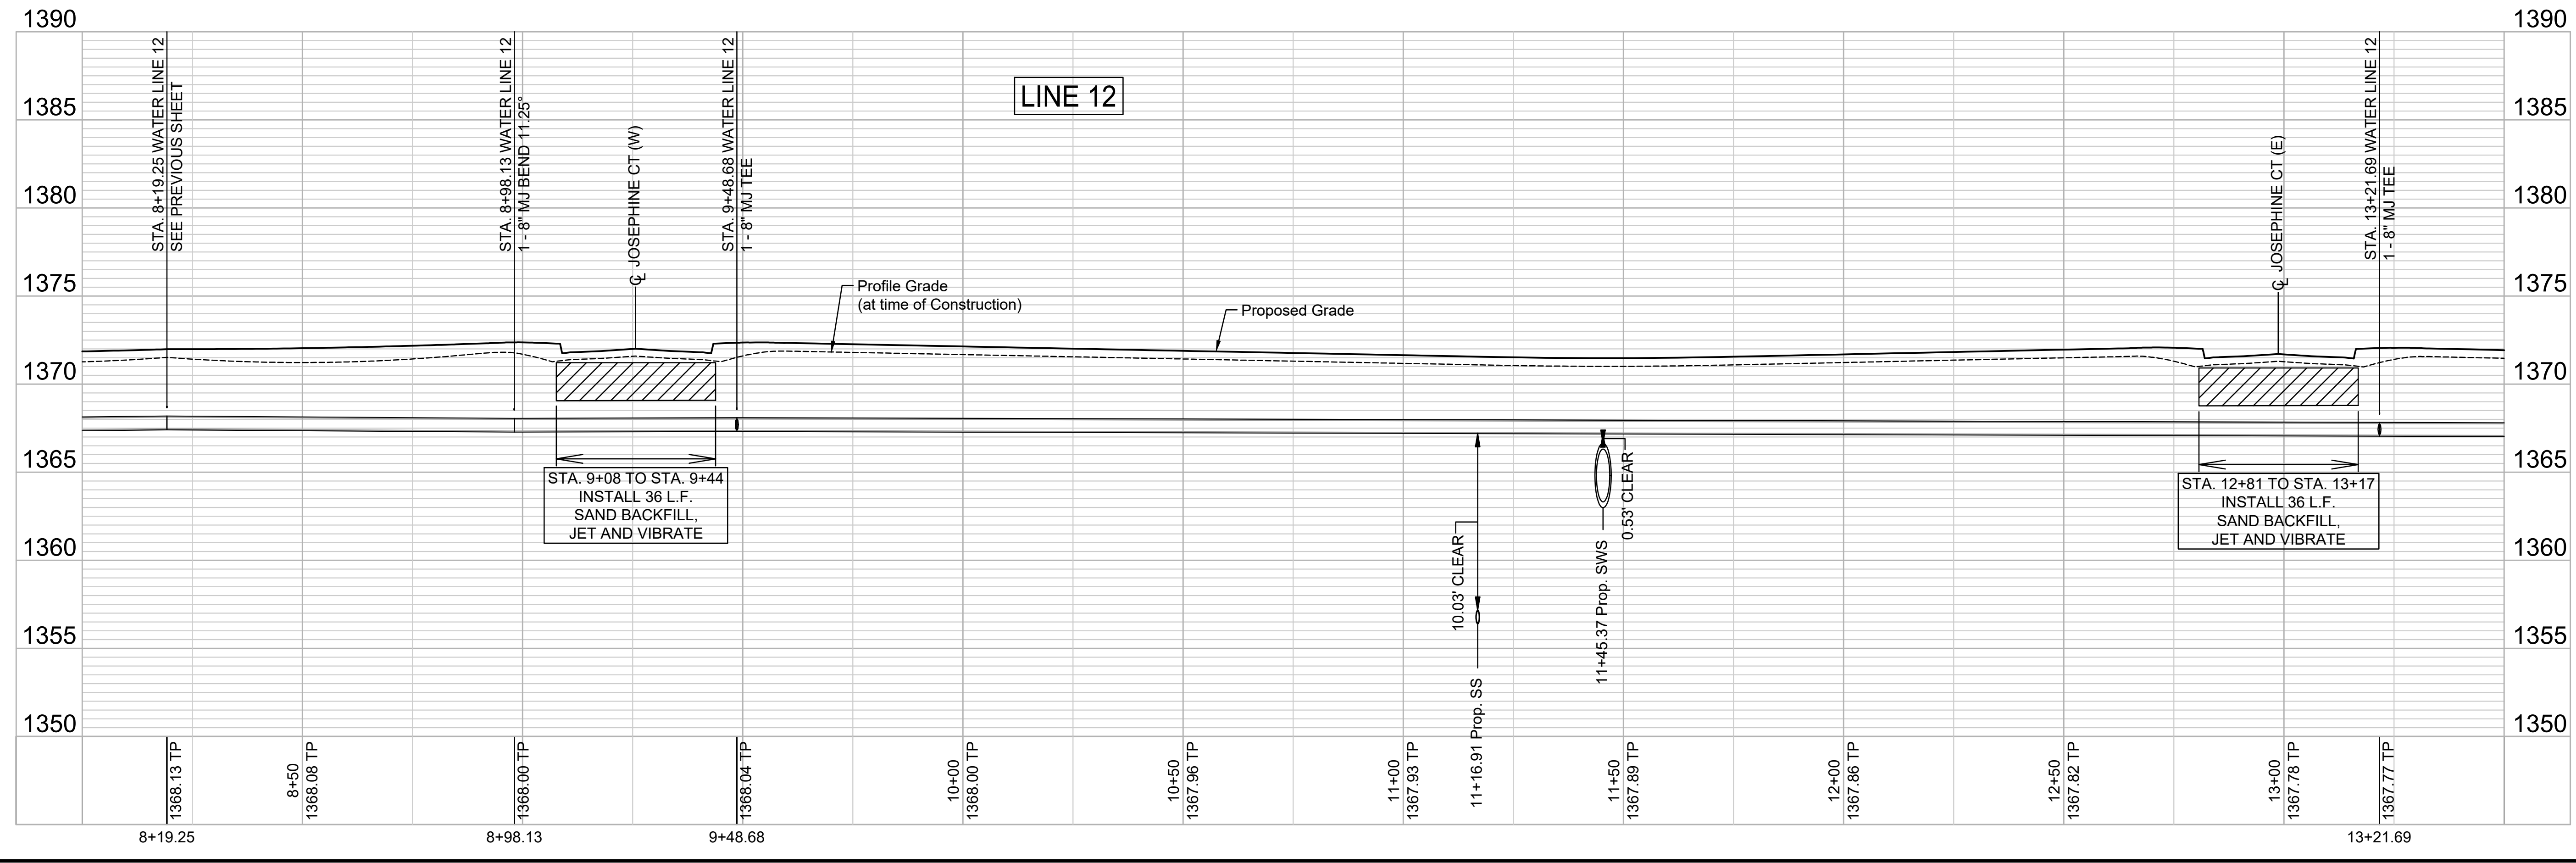 1390
1390
STA. 8+19.25 WATER LINE 12
SEE PREVIOUS SHEET
STA. 8+98.13 WATER LINE 12
1 - 8" MJ BEND 11.25°
℄ JOSEPHINE CT (W)
STA. 9+48.68 WATER LINE 12
1 - 8" MJ TEE
LINE 12
℄ JOSEPHINE CT (E)
STA. 13+21.69 WATER LINE 12
1 - 8" MJ TEE
1385
1385
1380
1380
1375
1375
Profile Grade
(at time of Construction)
Proposed Grade
1370
1370
1365
1365
STA. 9+08 TO STA. 9+44
INSTALL 36 L.F.
SAND BACKFILL,
JET AND VIBRATE
10.03' CLEAR
0.53' CLEAR
STA. 12+81 TO STA. 13+17
INSTALL 36 L.F.
SAND BACKFILL,
JET AND VIBRATE
1360
1360
11+45.37 Prop. SWS
11+16.91 Prop. SS
1355
1355
1350
1350
1368.13 TP
8+50
1368.08 TP
1368.00 TP
1368.04 TP
10+00
1368.00 TP
10+50
1367.96 TP
11+00
1367.93 TP
11+50
1367.89 TP
12+00
1367.86 TP
12+50
1367.82 TP
13+00
1367.78 TP
1367.77 TP
8+19.25
8+98.13
9+48.68
13+21.69